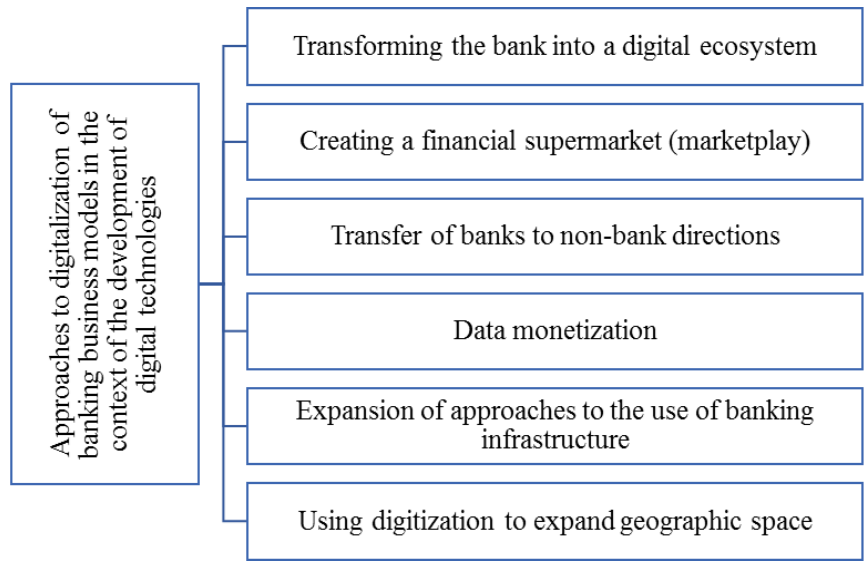 Approaches to digitalization of
banking business models in the
context of the development of
digital technologies
Transforming the bank into a digital ecosystem
Creating a financial supermarket (marketplay)
Transfer of banks to non-bank directions
Data monetization
Expansion of approaches to the use of banking
infrastructure
Using digitization to expand geographic space